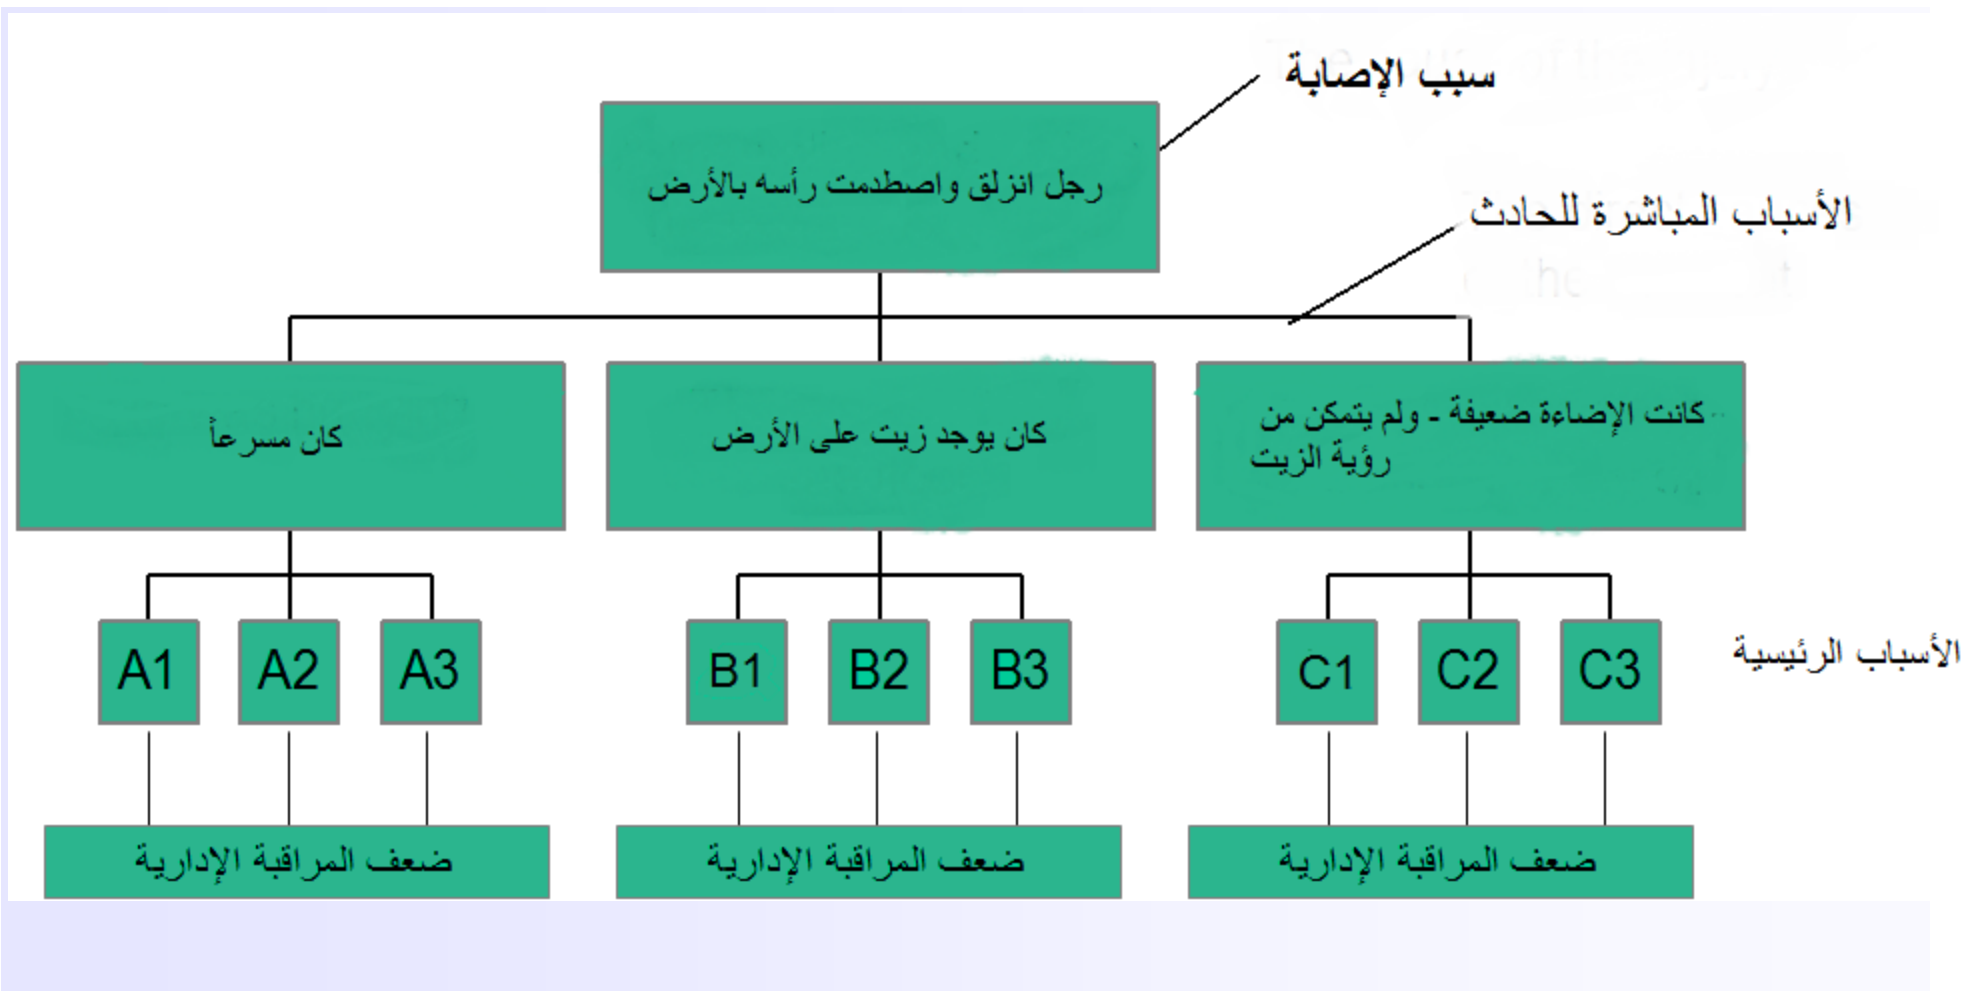 سبب الإصابة
رجل انزلق واصطدمت رأسه بالأرض
الأسباب المباشرة للحادث
كانت الإضاءة ضعيفة - ولم يتمكن من
رؤية الزيت
كان يوجد زيت على الأرض
كان مسرعاً
A1 A2 A3 B1 B2 B3 C1 C2 C3
الأسباب الرئيسية
ضعف المراقبة الإدارية
ضعف المراقبة الإدارية
ضعف المراقبة الإدارية